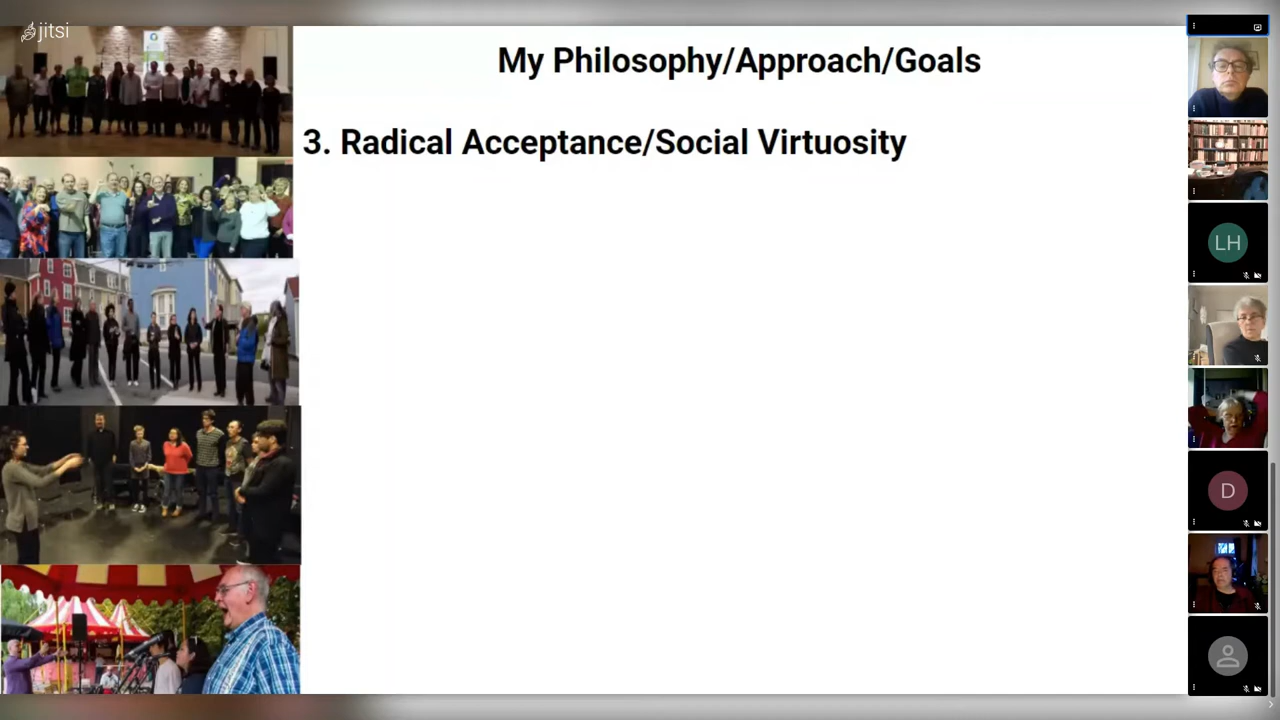 jitsi
My Philosophy/Approach/Goals
3. Radical Acceptance/Social Virtuosity
LH
D